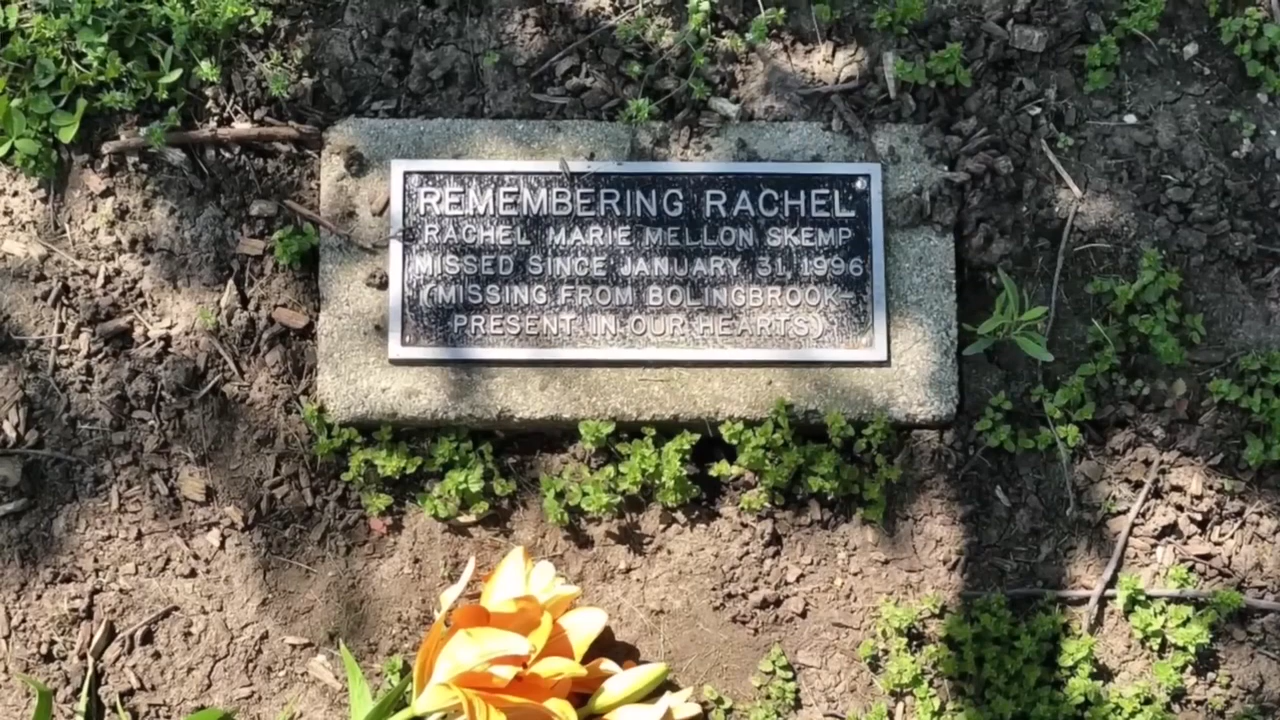 REMEMBERING RACHEL
RACHEL MARIE MELLON SKEMP
MISSED SINCE JANUARY 31, 1996
(MISSING FROM BOLINGBROOK-
PRESENT IN OUR HEARTS)